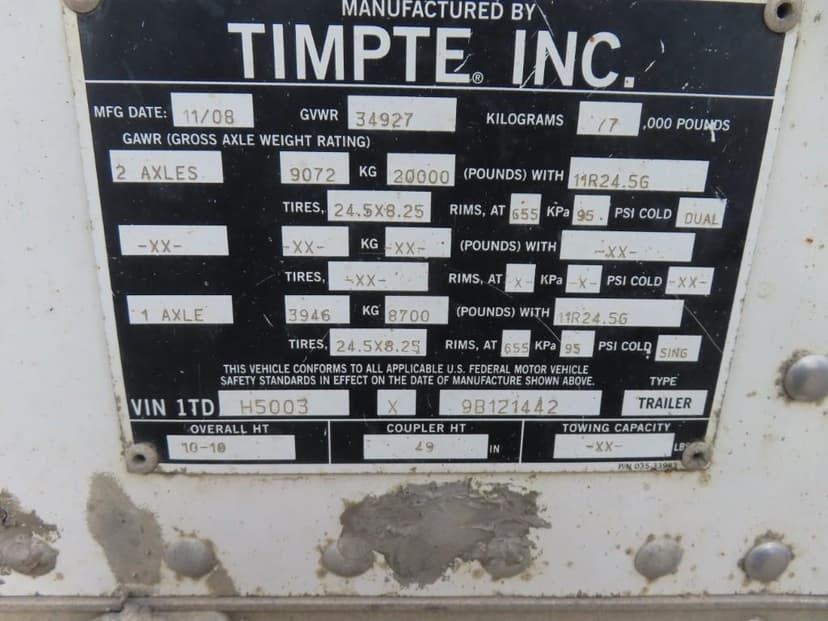 MANUFACTURED BY
TIMPTE® INC.
MFG DATE: 11/08 GVWR 34927 KILOGRAMS 77 ,000 POUNDS
GAWR (GROSS AXLE WEIGHT RATING)
2 AXLES 9072 KG 20000 (POUNDS) WITH 11R24.5G
TIRES, 24.5X8.25 RIMS, AT 655 KPa 95 PSI COLD DUAL
-XX- -XX- KG -XX- (POUNDS) WITH -XX-
TIRES, -XX- RIMS, AT -X- KPa -X- PSI COLD -XX-
1 AXLE 3946 KG 8700 (POUNDS) WITH 11R24.5G
TIRES, 24.5X8.25 RIMS, AT 655 KPa 95 PSI COLD SING
THIS VEHICLE CONFORMS TO ALL APPLICABLE U.S. FEDERAL MOTOR VEHICLE
SAFETY STANDARDS IN EFFECT ON THE DATE OF MANUFACTURE SHOWN ABOVE. TYPE
VIN 1TD H5003 X 9B121442 TRAILER
OVERALL HT COUPLER HT TOWING CAPACITY
10-10 49 IN -XX- LBS
P/N 035-33983